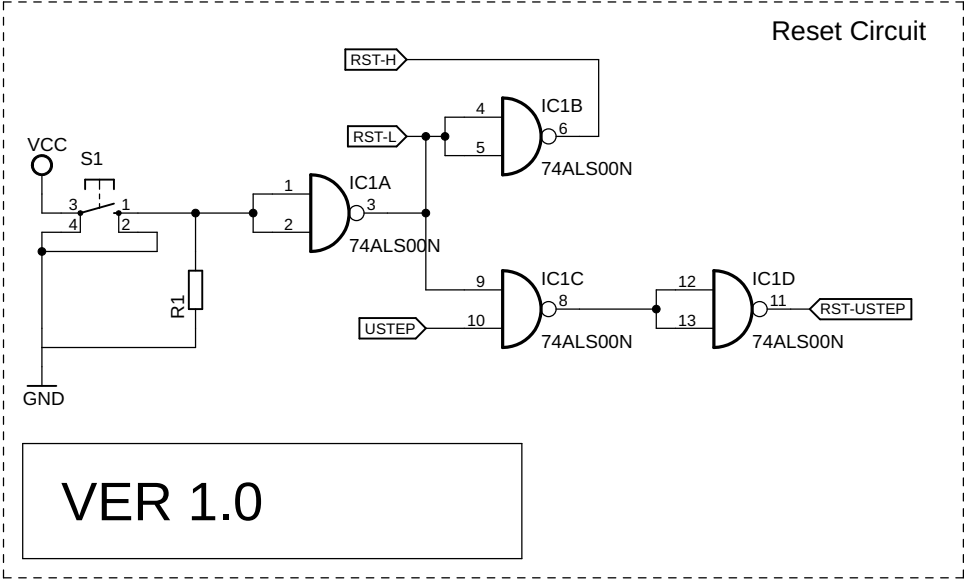 Reset Circuit
RST-H
IC1B
4
6
RST-L
5
74ALS00N
VCC
S1
IC1A
1
3
1
3
4
2
2
74ALS00N
IC1C
IC1D
9
12
8
11
R1
RST-USTEP
10
13
USTEP
74ALS00N
74ALS00N
GND
VER 1.0